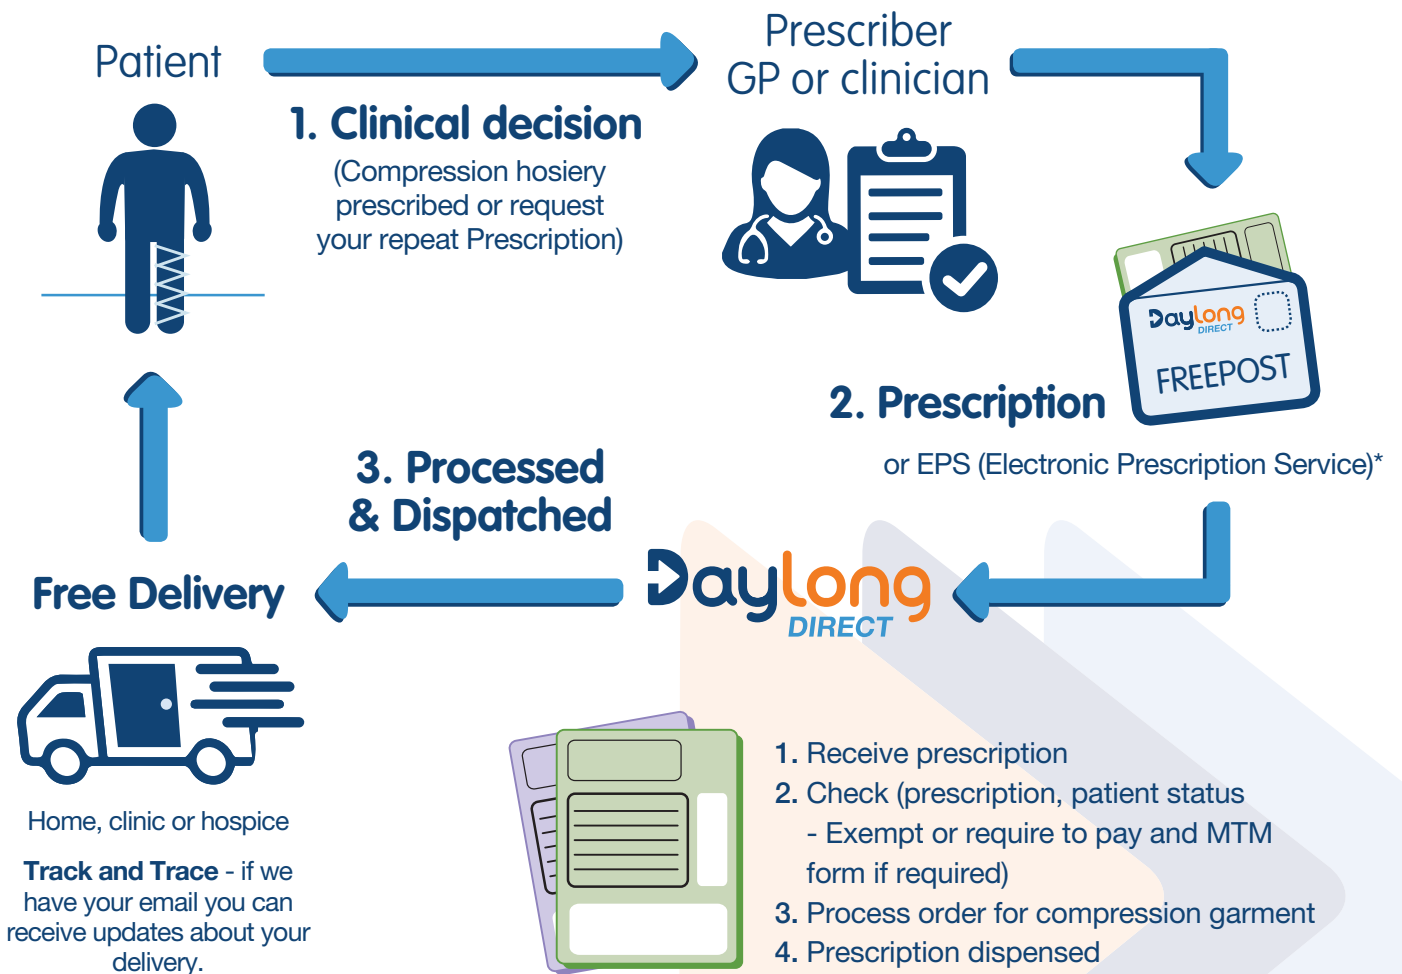 Patient
Prescriber
GP or clinician
1. Clinical decision
(Compression hosiery
prescribed or request
your repeat Prescription)
Daylong
DIRECT
FREEPOST
2. Prescription
or EPS (Electronic Prescription Service)*
3. Processed
& Dispatched
Daylong
DIRECT
Free Delivery
Home, clinic or hospice
Track and Trace - if we
have your email you can
receive updates about your
delivery.
1. Receive prescription
2. Check (prescription, patient status
- Exempt or require to pay and MTM
form if required)
3. Process order for compression garment
4. Prescription dispensed